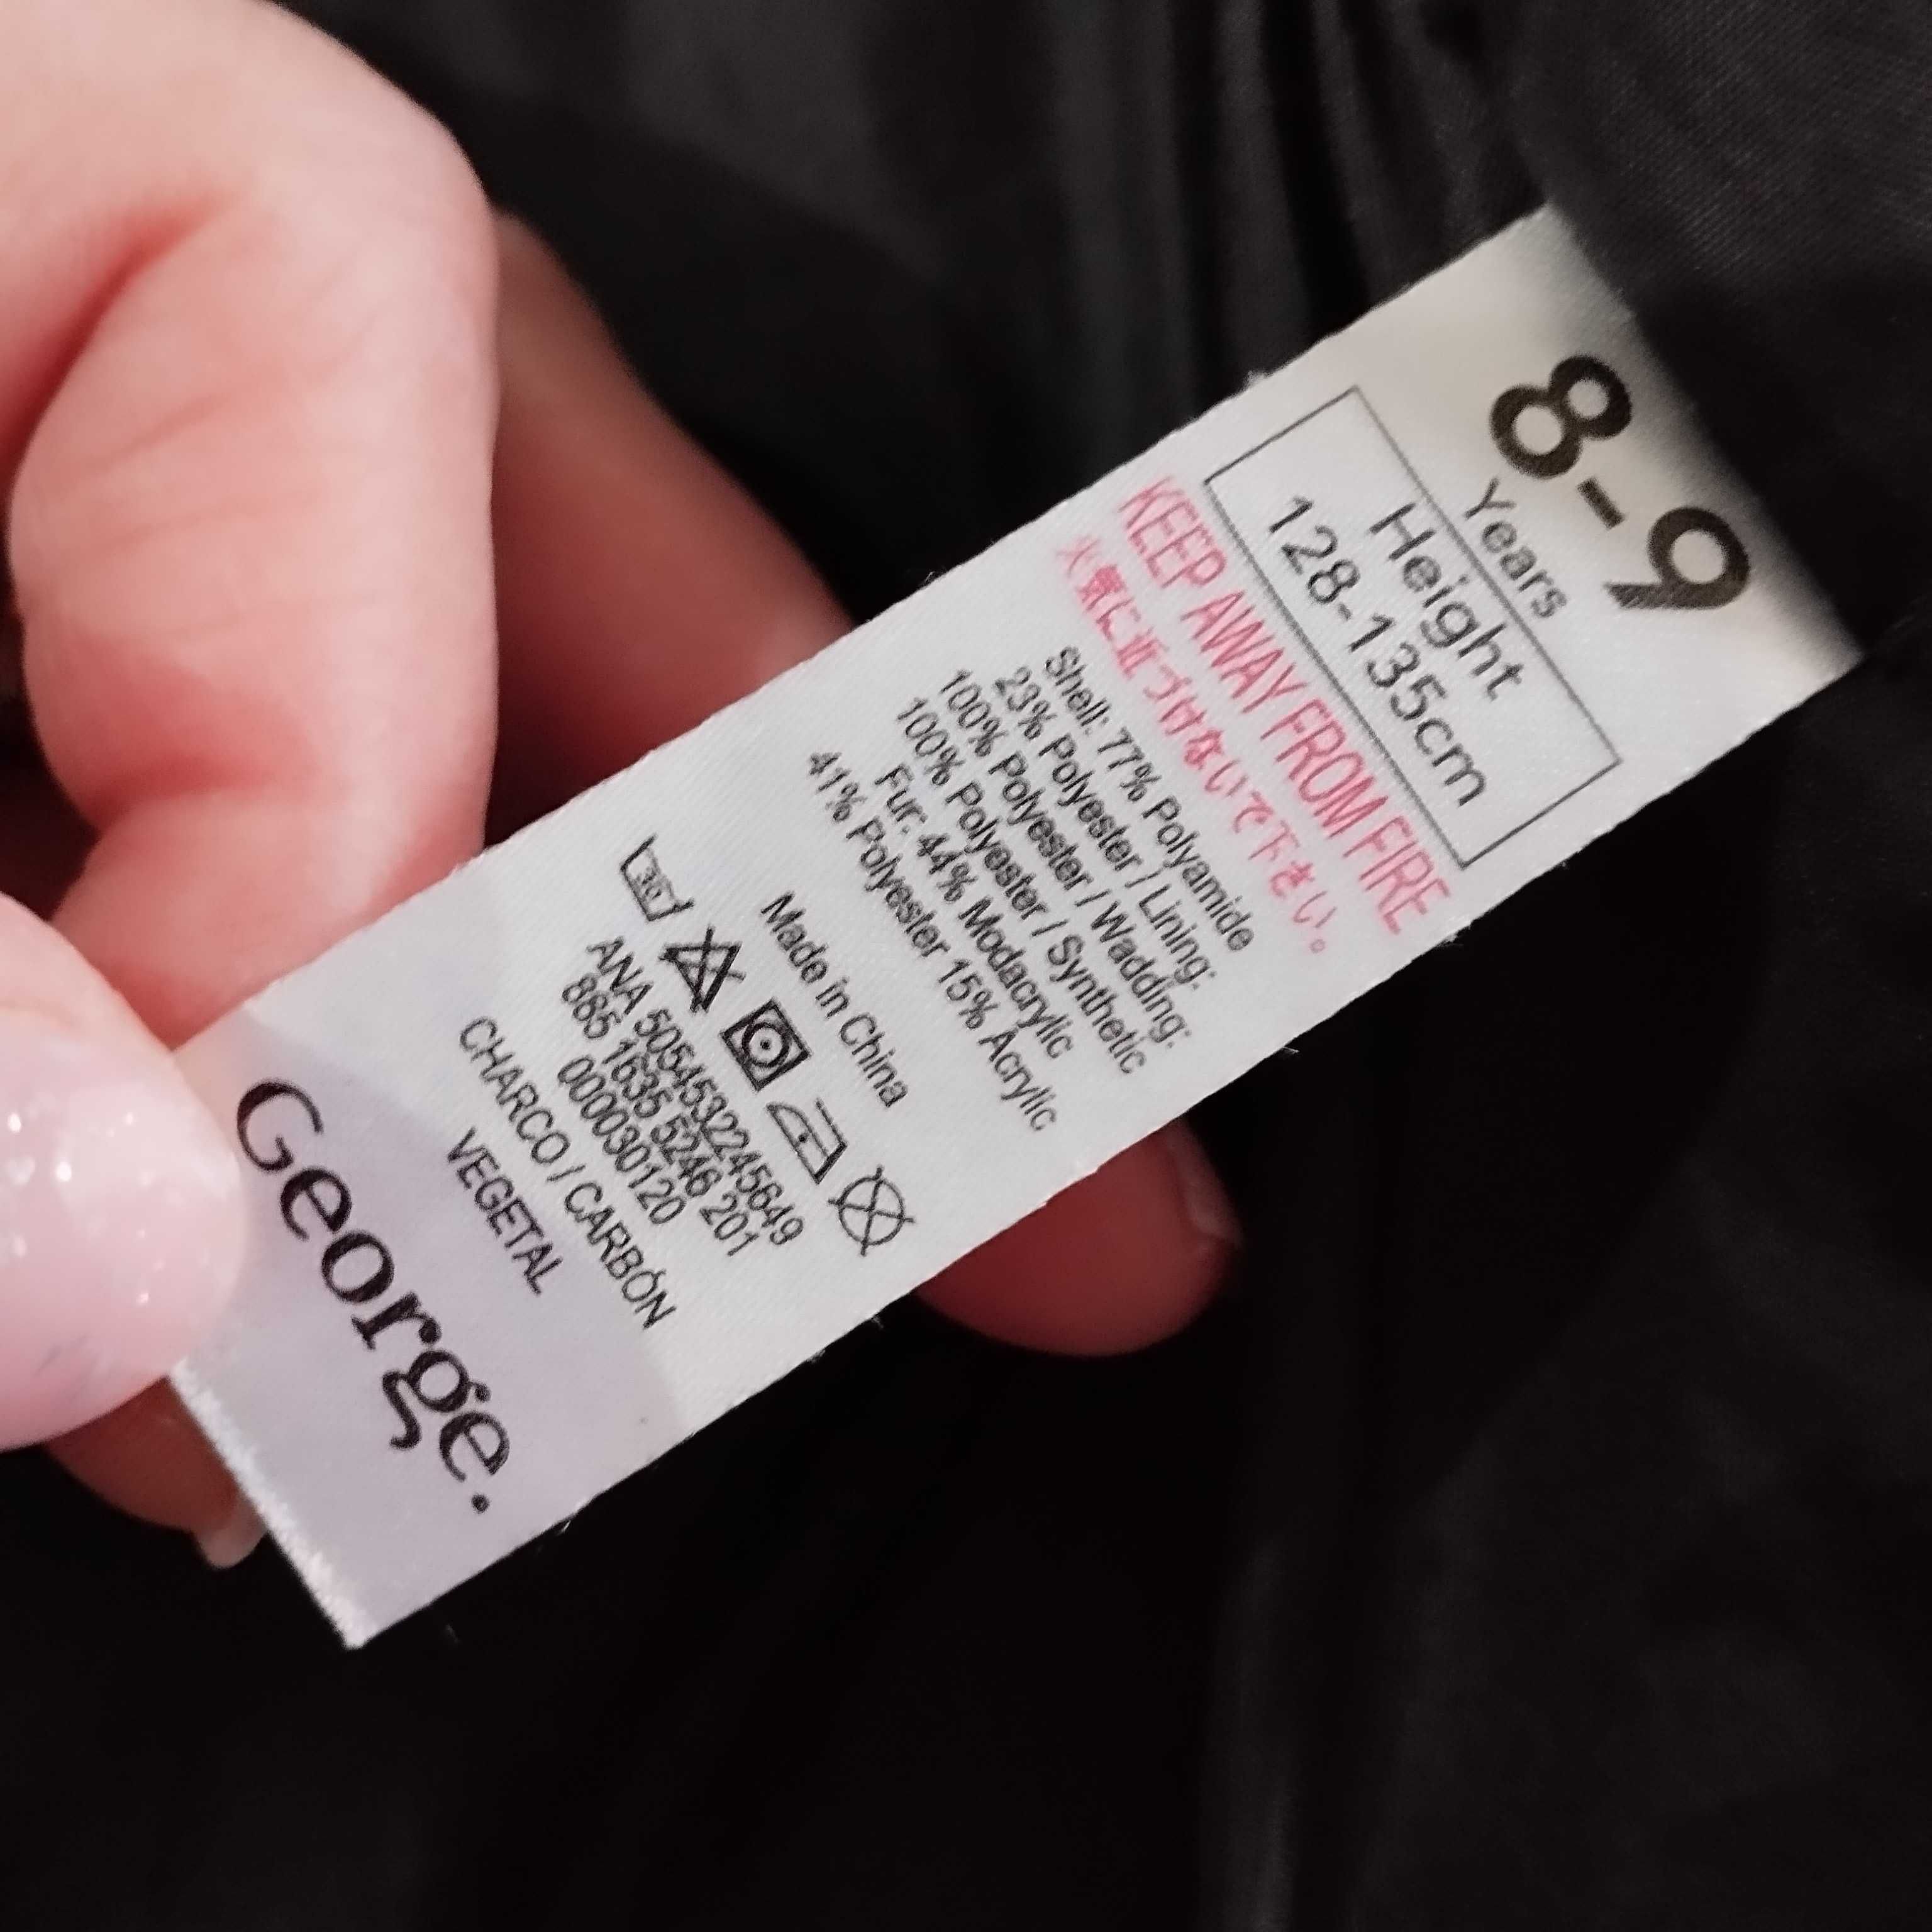 8-9
Years
Height
128-135cm
KEEP AWAY FROM FIRE
火気に近づけないで下さい。
Shell: 77% Polyamide
23% Polyester / Lining:
100% Polyester / Wadding:
100% Polyester / Synthetic
Fur: 44% Modacrylic
41% Polyester 15% Acrylic
Made in China
30
ANA 5054532245649
865 1635 5246 201
000030120
CHARCO / CARBÓN
VEGETAL
George.